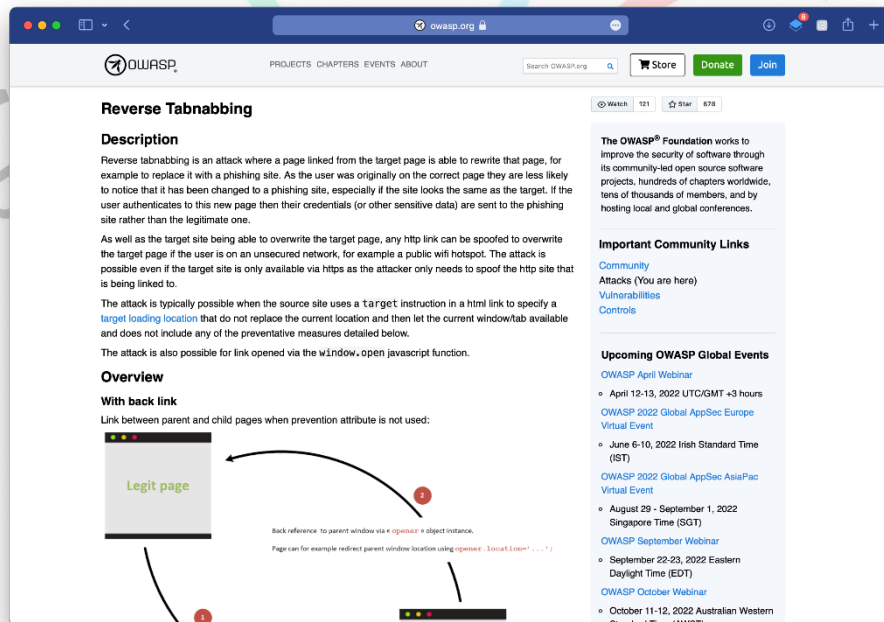 owasp.org
8
OWASP
PROJECTS CHAPTERS EVENTS ABOUT
Search OWASP.org
Store
Donate
Join
Reverse Tabnabbing
Description
Reverse tabnabbing is an attack where a page linked from the target page is able to rewrite that page, for
example to replace it with a phishing site. As the user was originally on the correct page they are less likely
to notice that it has been changed to a phishing site, especially if the site looks the same as the target. If the
user authenticates to this new page then their credentials (or other sensitive data) are sent to the phishing
site rather than the legitimate one.
As well as the target site being able to overwrite the target page, any http link can be spoofed to overwrite
the target page if the user is on an unsecured network, for example a public wifi hotspot. The attack is
possible even if the target site is only available via https as the attacker only needs to spoof the http site that
is being linked to.
The attack is typically possible when the source site uses a target instruction in a html link to specify a
target loading location that do not replace the current location and then let the current window/tab available
and does not include any of the preventative measures detailed below.
The attack is also possible for link opened via the window.open javascript function.
Overview
With back link
Link between parent and child pages when prevention attribute is not used:
Legit page
2
Back reference to parent window via « opener » object instance.
Page can for example redirect parent window location using opener.location='...';
1
Watch 121 Star 678
The OWASP® Foundation works to
improve the security of software through
its community-led open source software
projects, hundreds of chapters worldwide,
tens of thousands of members, and by
hosting local and global conferences.
Important Community Links
Community
Attacks (You are here)
Vulnerabilities
Controls
Upcoming OWASP Global Events
OWASP April Webinar
April 12-13, 2022 UTC/GMT +3 hours
OWASP 2022 Global AppSec Europe
Virtual Event
June 6-10, 2022 Irish Standard Time
(IST)
OWASP 2022 Global AppSec AsiaPac
Virtual Event
August 29 - September 1, 2022
Singapore Time (SGT)
OWASP September Webinar
September 22-23, 2022 Eastern
Daylight Time (EDT)
OWASP October Webinar
October 11-12, 2022 Australian Western